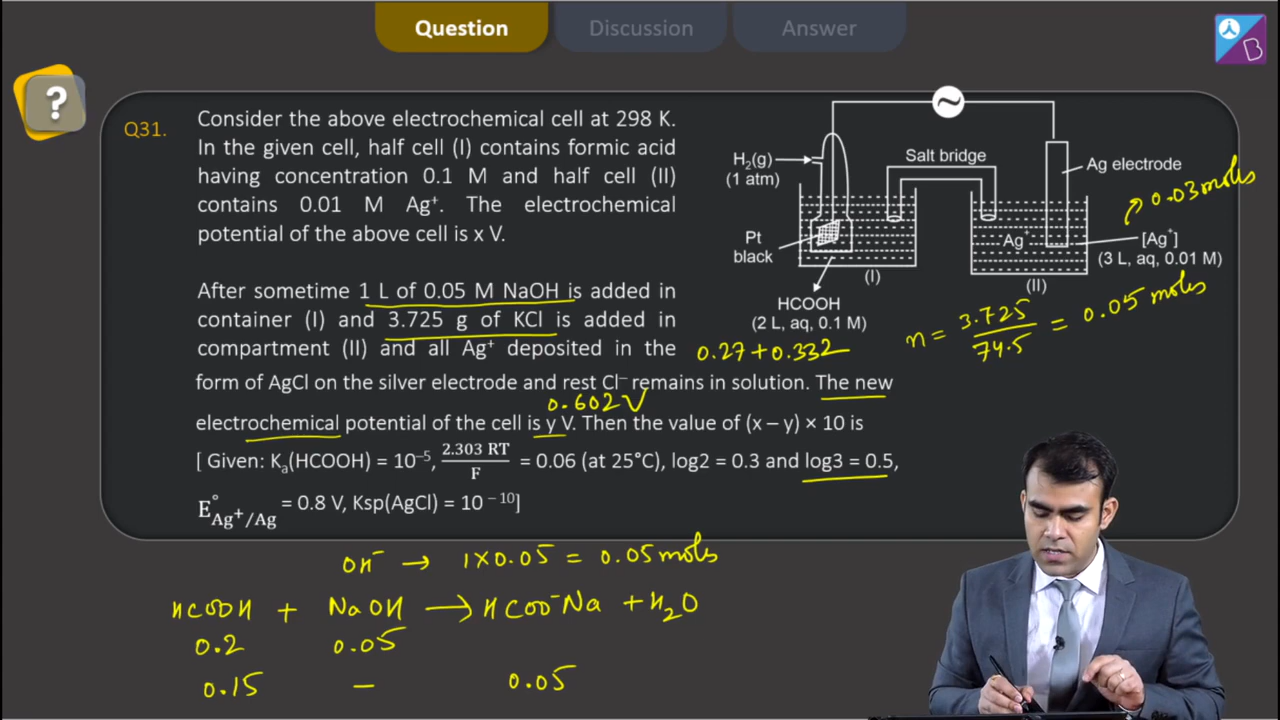 Question
Discussion
Answer
B
?
Q31.
Consider the above electrochemical cell at 298 K.
In the given cell, half cell (I) contains formic acid
having concentration 0.1 M and half cell (II)
contains 0.01 M Ag⁺. The electrochemical
potential of the above cell is x V.
After sometime 1 L of 0.05 M NaOH is added in
container (I) and 3.725 g of KCl is added in
compartment (II) and all Ag⁺ deposited in the
form of AgCl on the silver electrode and rest Cl⁻ remains in solution. The new
electrochemical potential of the cell is y V. Then the value of (x – y) × 10 is
[ Given: Kₐ(HCOOH) = 10⁻⁵, 2.303 RT/F = 0.06 (at 25°C), log2 = 0.3 and log3 = 0.5,
E°Ag⁺/Ag = 0.8 V, Ksp(AgCl) = 10⁻¹⁰]
H₂(g)
(1 atm)
Salt bridge
Ag electrode
0.03 moles
Pt
black
Ag⁺
[Ag⁺]
(3 L, aq, 0.01 M)
(I)
(II)
HCOOH
(2 L, aq, 0.1 M)
n = 3.725/74.5 = 0.05 moles
0.27 + 0.332
0.602 V
OH⁻ → 1×0.05 = 0.05 moles
HCOOH + NaOH → HCOO⁻Na + H₂O
0.2 0.05
0.15 – 0.05